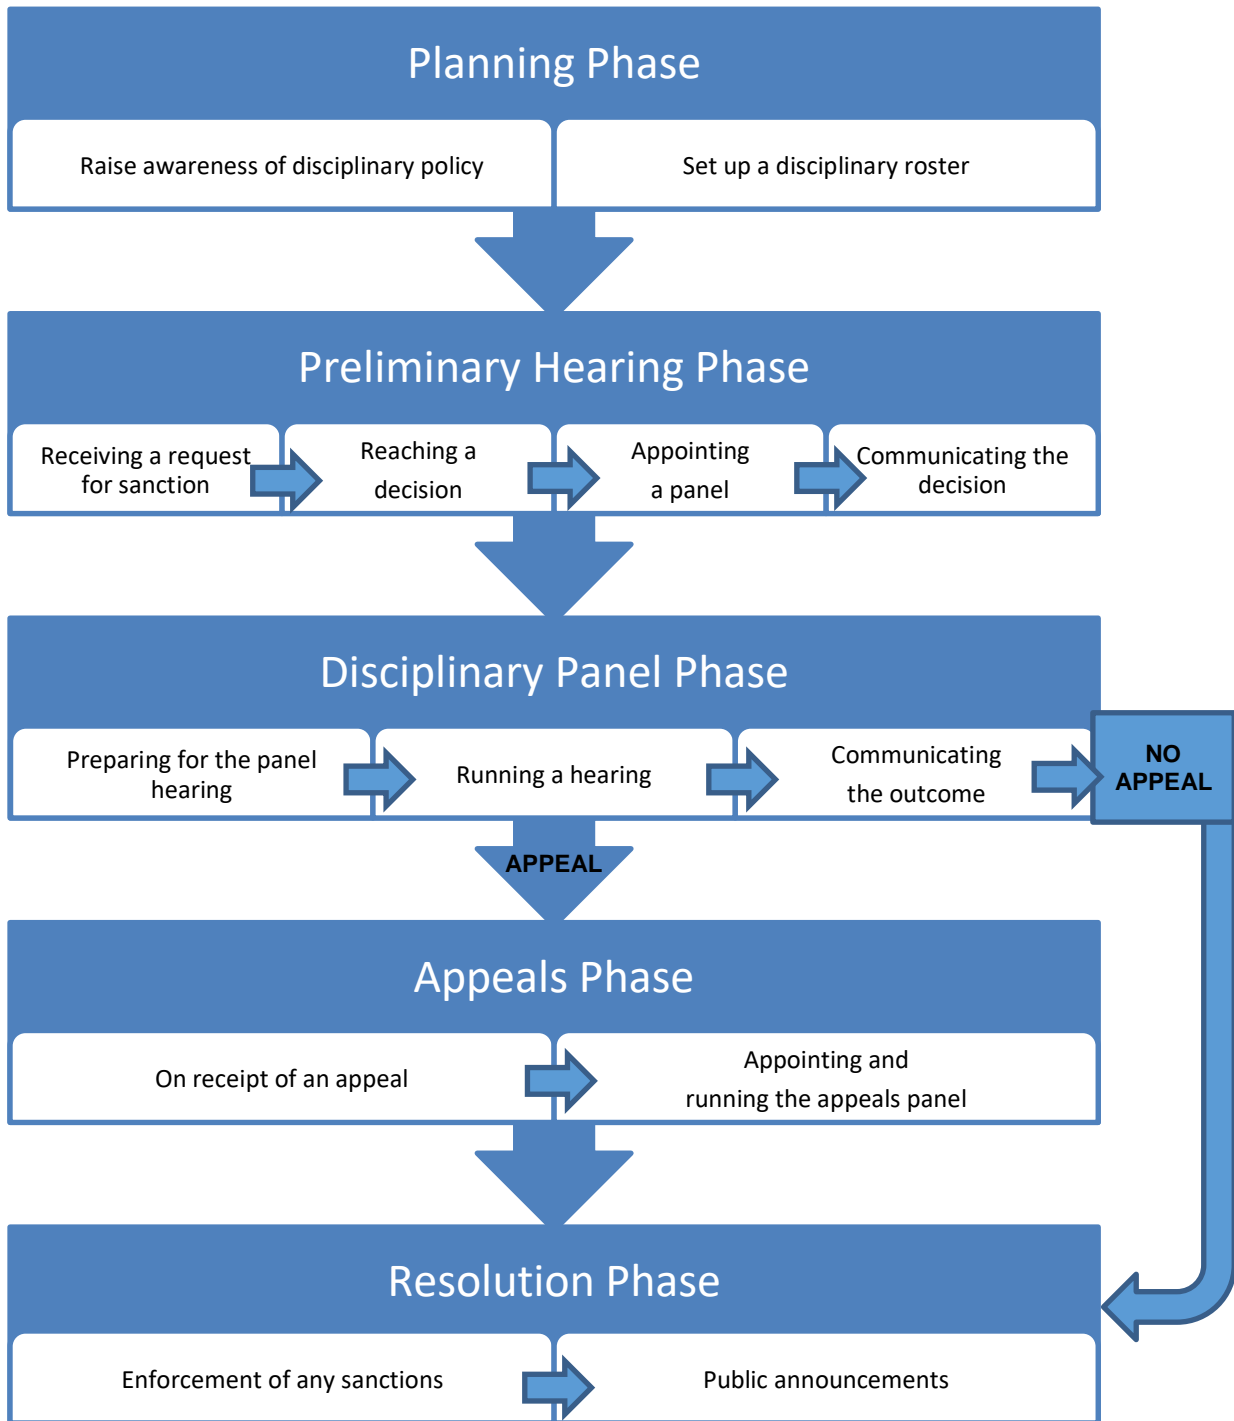 Planning Phase
Raise awareness of disciplinary policy
Set up a disciplinary roster
Preliminary Hearing Phase
Receiving a request
for sanction
Reaching a
decision
Appointing
a panel
Communicating the
decision
Disciplinary Panel Phase
Preparing for the panel
hearing
Running a hearing
Communicating
the outcome
NO
APPEAL
APPEAL
Appeals Phase
On receipt of an appeal
Appointing and
running the appeals panel
Resolution Phase
Enforcement of any sanctions
Public announcements